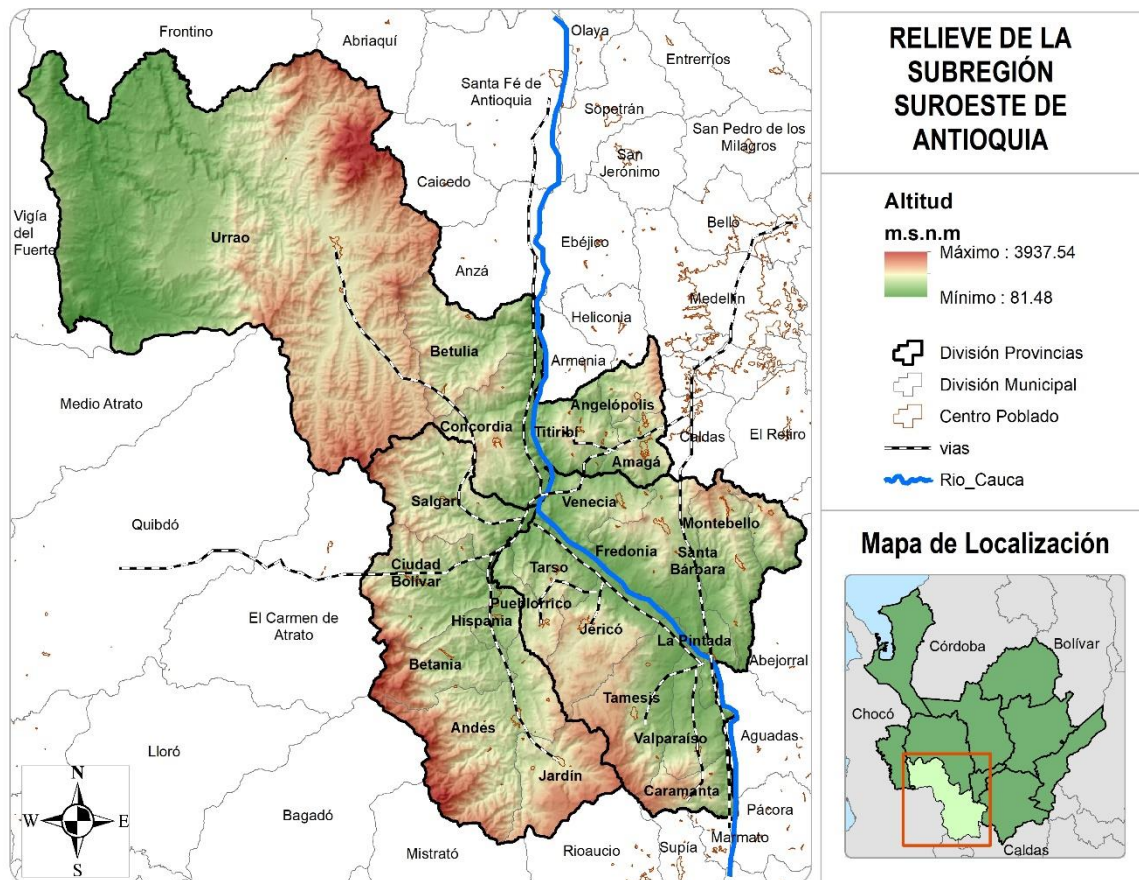 Frontino
Abriaquí
Olaya
Entrerríos
Santa Fé de
Antioquia
Sopetrán
San Pedro de los
Milagros
San
Jerónimo
Caicedo
Vigía
del
Fuerte
Urrao
Bello
Ebéjico
Anzá
Medellín
Heliconia
Betulia
Armenia
Medio Atrato
Angelópolis
Concordia
Titiribí
Caldas
El Retiro
Amagá
Salgar
Venecia
Montebello
Quibdó
Fredonia
Santa
Bárbara
Ciudad
Bolívar
Tarso
Pueblorrico
El Carmen de
Atrato
Hispania
Jericó
La Pintada
Betania
Abejorral
Tamesis
Andes
Aguadas
Lloró
Valparaíso
Jardín
Caramanta
Bagadó
Pácora
Marmato
Mistrató
Rioaucio
Supía
N
W
E
S
RELIEVE DE LA
SUBREGIÓN
SUROESTE DE
ANTIOQUIA
Altitud
m.s.n.m
Máximo : 3937.54
Mínimo : 81.48
División Provincias
División Municipal
Centro Poblado
vias
Rio_Cauca
Mapa de Localización
Córdoba
Bolívar
Chocó
Caldas